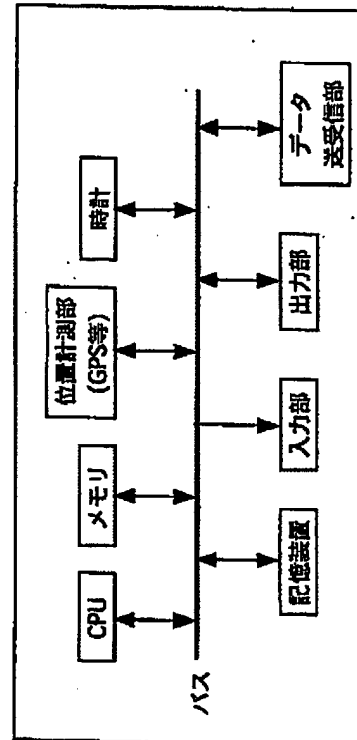 CPU
メモリ
位置計測部
(GPS等)
時計
バス
記憶装置
入力部
出力部
データ
送受信部